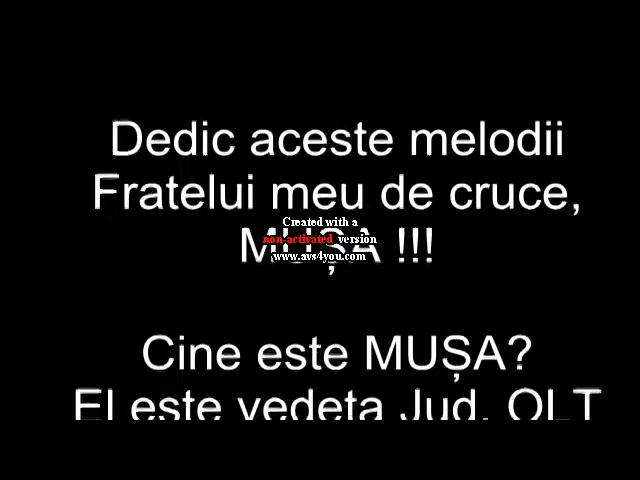 Dedic aceste melodii
Fratelui meu de cruce,
MUȘA !!!
Created with a
non-activated version
www.avs4you.com
Cine este MUȘA?
El este vedeta Jud. OLT